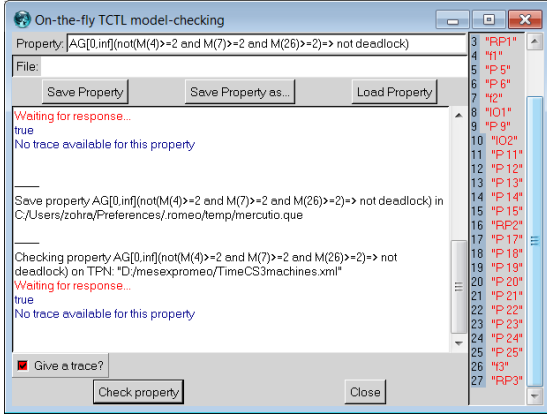 On-the-fly TCTL model-checking
Property: AG[0,inf](not(M(4)>=2 and M(7)>=2 and M(26)>=2)=> not deadlock)
File:
Save Property Save Property as... Load Property
Waiting for response...
true
No trace available for this property
____
Save property AG[0,inf](not(M(4)>=2 and M(7)>=2 and M(26)>=2)=> not deadlock) in
C:/Users/zohra/Preferences/.romeo/temp/mercutio.que
____
Checking property AG[0,inf](not(M(4)>=2 and M(7)>=2 and M(26)>=2)=> not
deadlock) on TPN: "D:/mesexpromeo/TimeCS3machines.xml"
Waiting for response...
true
No trace available for this property
Give a trace?
Check property Close
3 "RP1"
4 "f1"
5 "P 5"
6 "P 6"
7 "f2"
8 "IO1"
9 "P 9"
10 "IO2"
11 "P 11"
12 "P 12"
13 "P 13"
14 "P 14"
15 "P 15"
16 "RP2"
17 "P 17"
18 "P 18"
19 "P 19"
20 "P 20"
21 "P 21"
22 "P 22"
23 "P 23"
24 "P 24"
25 "P 25"
26 "f3"
27 "RP3"